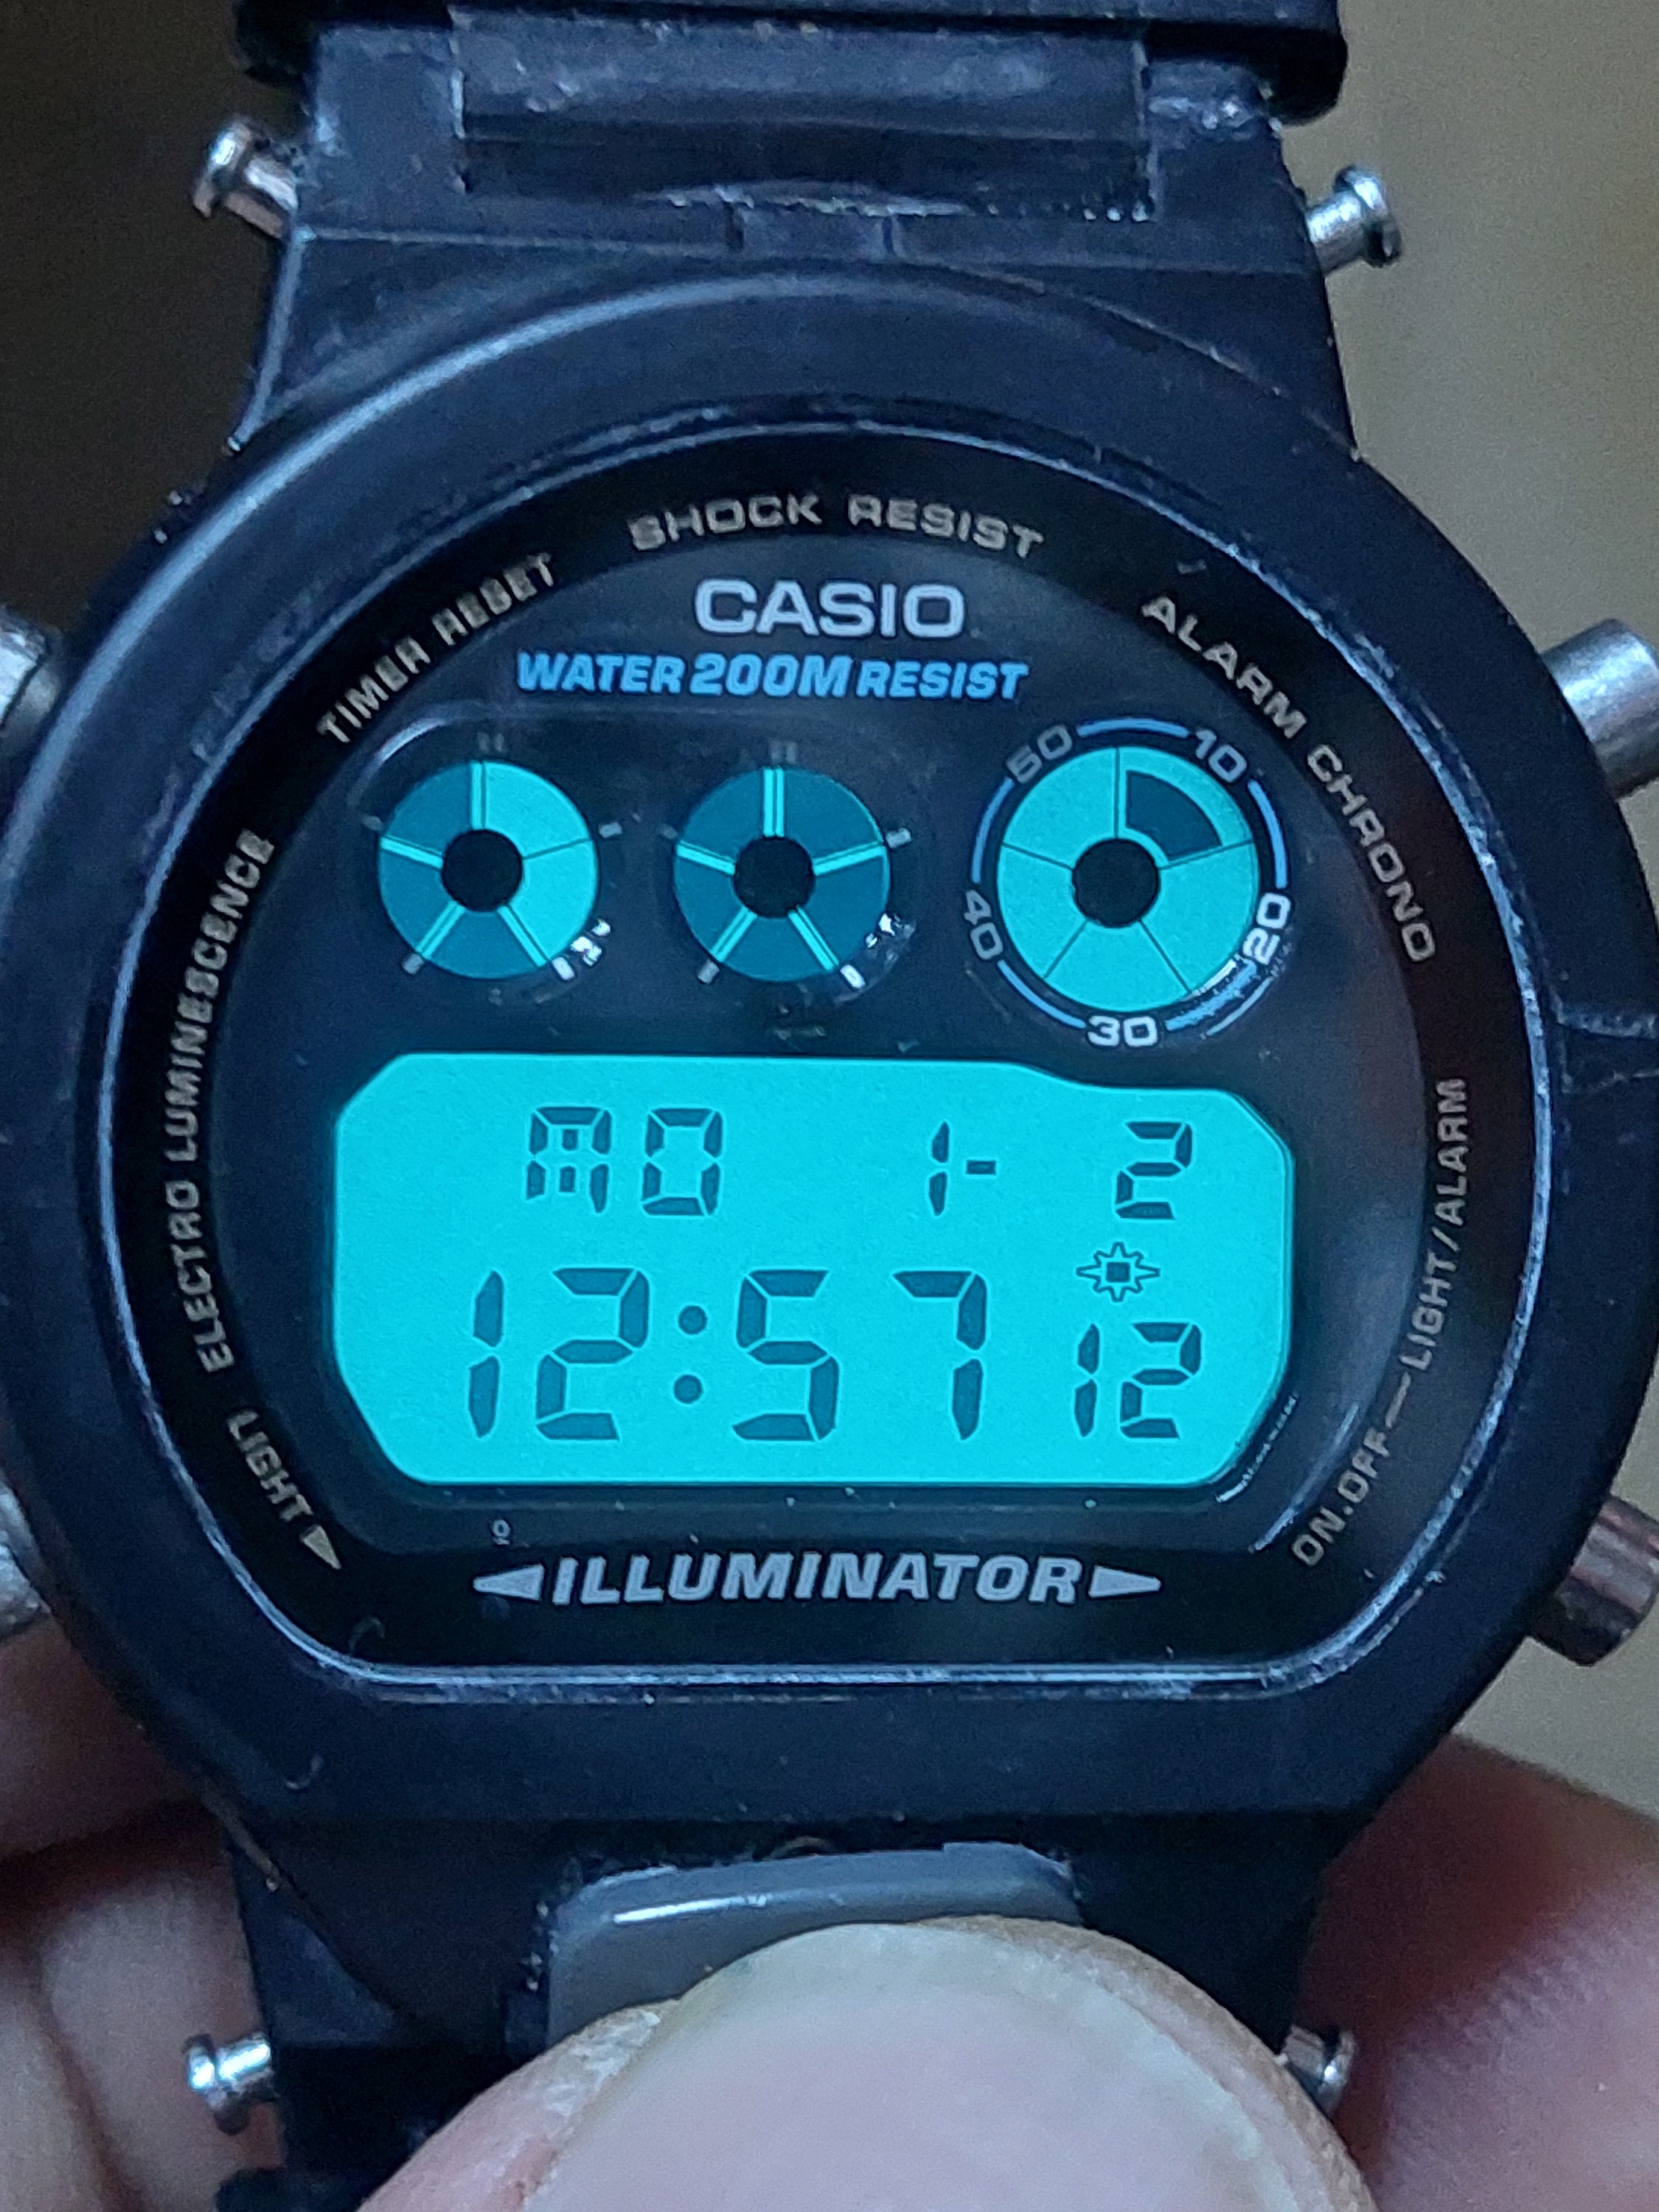 SHOCK RESIST
TIMER RESET
ALARM CHRONO
CASIO
WATER 200M RESIST
50 10
40 20
30
ELECTRO LUMINESCENCE
MO 1- 2
12:57 12
ON.OFF—LIGHT/ALARM
LIGHT
ILLUMINATOR